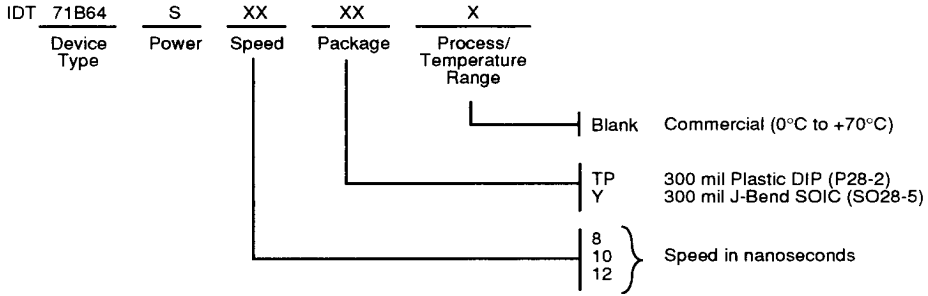 IDT 71B64 S XX XX X
Device Type Power Speed Package Process/ Temperature Range
Blank Commercial (0°C to +70°C)
TP 300 mil Plastic DIP (P28-2)
Y 300 mil J-Bend SOIC (SO28-5)
8
10 Speed in nanoseconds
12